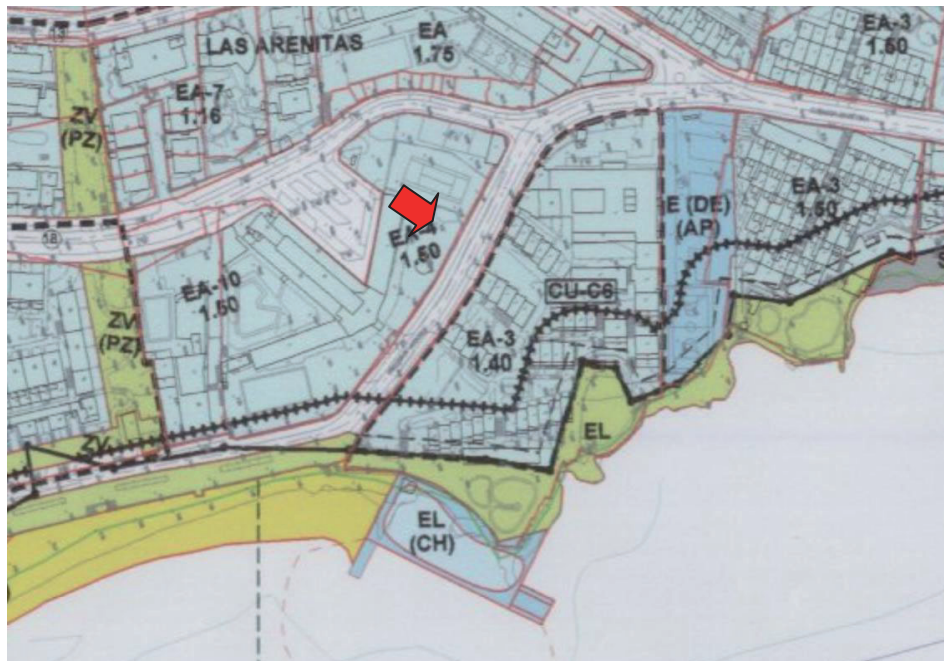 13
LAS ARENITAS
EA
1.75
EA-3
1.50
EA-7
1.16
ZV
(PZ)
E (DE)
(AP)
EA-3
1.50
1.50
18
EA-10
1.50
CU-C6
ZV
(PZ)
EA-3
1.40
ZV
EL
EL
(CH)